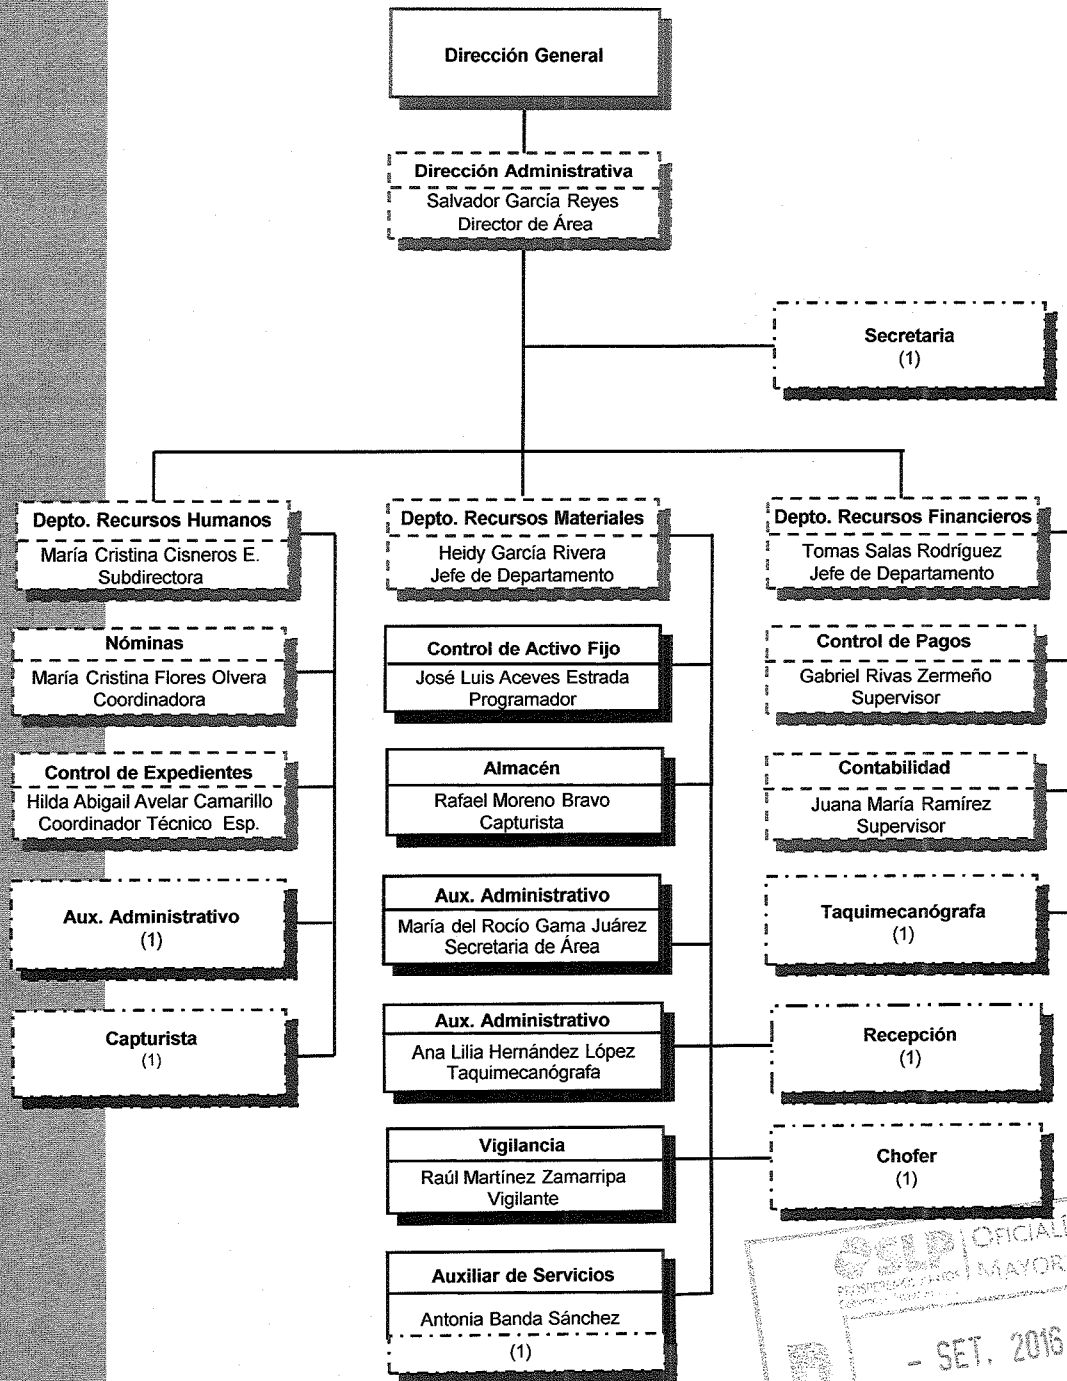 Dirección General
Dirección Administrativa
Salvador García Reyes
Director de Área
Secretaria
(1)
Depto. Recursos Humanos
María Cristina Cisneros E.
Subdirectora
Nóminas
María Cristina Flores Olvera
Coordinadora
Control de Expedientes
Hilda Abigail Avelar Camarillo
Coordinador Técnico Esp.
Aux. Administrativo
(1)
Capturista
(1)
Depto. Recursos Materiales
Heidy García Rivera
Jefe de Departamento
Control de Activo Fijo
José Luis Aceves Estrada
Programador
Almacén
Rafael Moreno Bravo
Capturista
Aux. Administrativo
María del Rocío Gama Juárez
Secretaria de Área
Aux. Administrativo
Ana Lilia Hernández López
Taquimecanógrafa
Vigilancia
Raúl Martínez Zamarripa
Vigilante
Auxiliar de Servicios
Antonia Banda Sánchez
(1)
Depto. Recursos Financieros
Tomas Salas Rodríguez
Jefe de Departamento
Control de Pagos
Gabriel Rivas Zermeño
Supervisor
Contabilidad
Juana María Ramírez
Supervisor
Taquimecanógrafa
(1)
Recepción
(1)
Chofer
(1)
SLP
OFICIALÍ
MAYOR
- SET. 2016